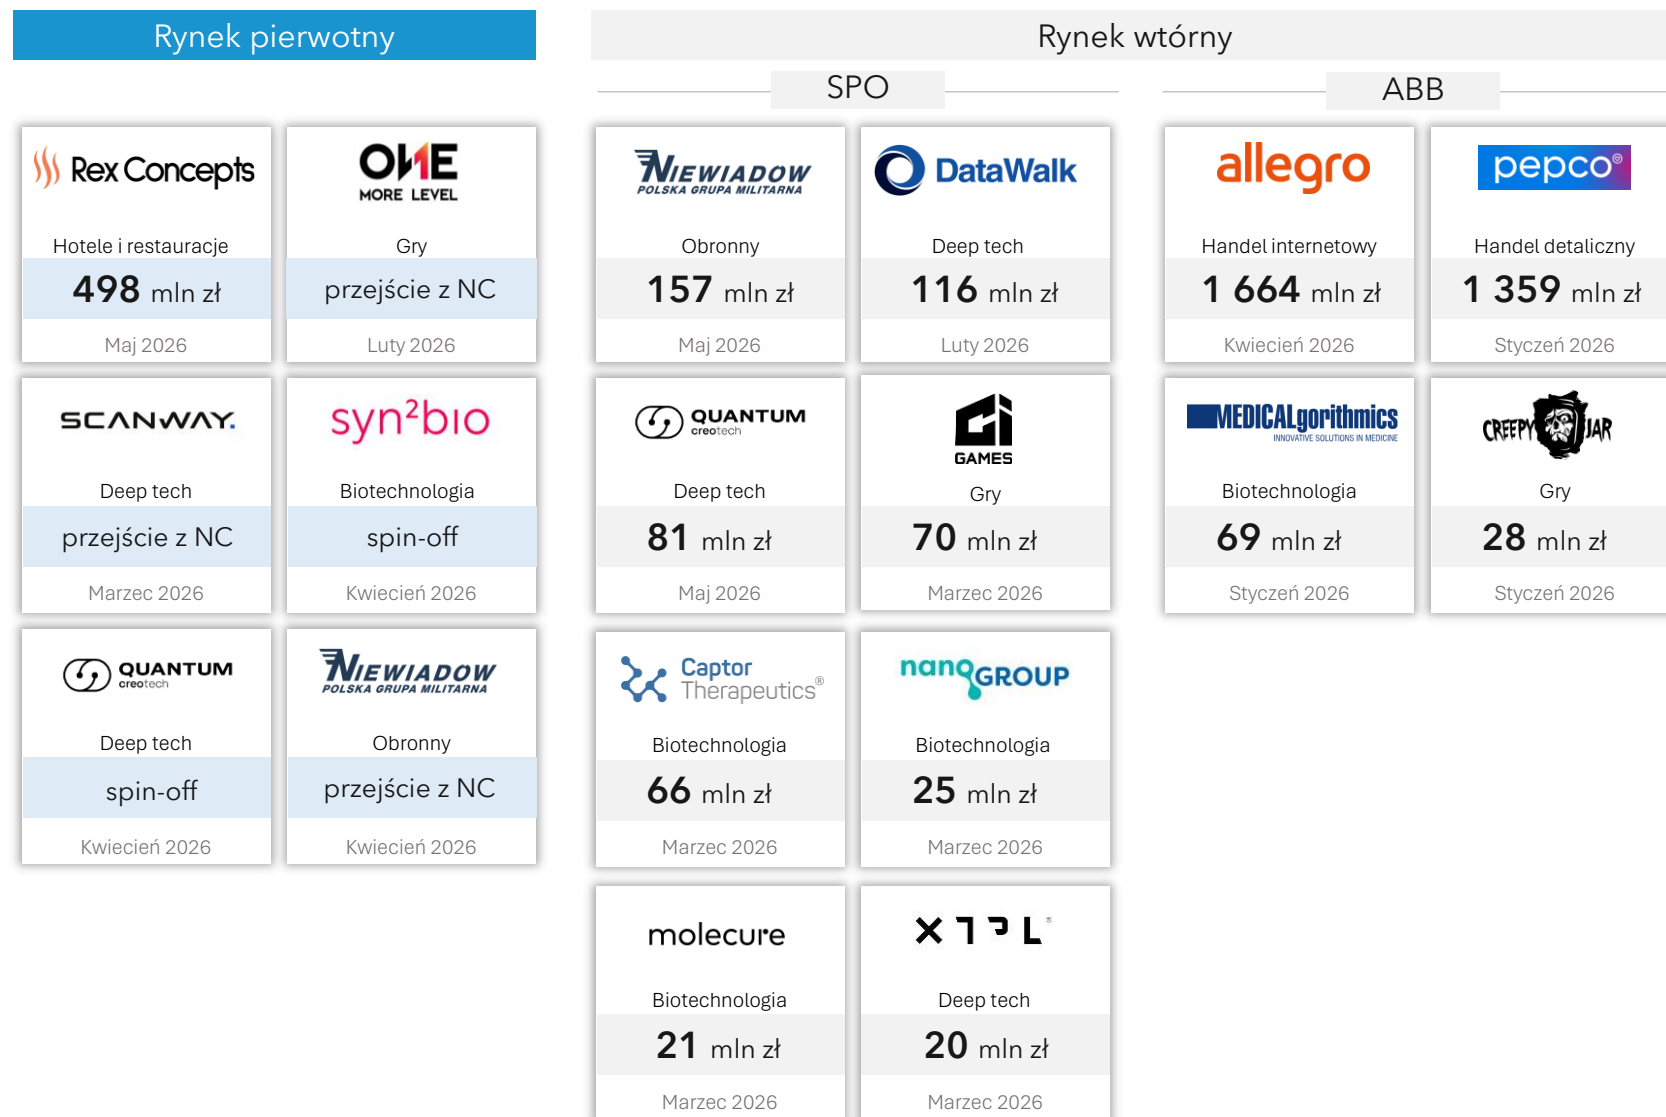 Rynek pierwotny
Rex Concepts
Hotele i restauracje
498 mln zł
Maj 2026
ONE
MORE LEVEL
Gry
przejście z NC
Luty 2026
SCANWAY.
Deep tech
przejście z NC
Marzec 2026
syn²bio
Biotechnologia
spin-off
Kwiecień 2026
QUANTUM
creotech
Deep tech
spin-off
Kwiecień 2026
NIEWIADOW
POLSKA GRUPA MILITARNA
Obronny
przejście z NC
Kwiecień 2026
Rynek wtórny
SPO
NIEWIADOW
POLSKA GRUPA MILITARNA
Obronny
157 mln zł
Maj 2026
DataWalk
Deep tech
116 mln zł
Luty 2026
QUANTUM
creotech
Deep tech
81 mln zł
Maj 2026
CI
GAMES
Gry
70 mln zł
Marzec 2026
Captor
Therapeutics®
Biotechnologia
66 mln zł
Marzec 2026
nanoGROUP
Biotechnologia
25 mln zł
Marzec 2026
molecure
Biotechnologia
21 mln zł
Marzec 2026
XTPL®
Deep tech
20 mln zł
Marzec 2026
ABB
allegro
Handel internetowy
1 664 mln zł
Kwiecień 2026
pepco®
Handel detaliczny
1 359 mln zł
Styczeń 2026
MEDICALgorithmics
INNOVATIVE SOLUTIONS IN MEDICINE
Biotechnologia
69 mln zł
Styczeń 2026
CREEPY JAR
Gry
28 mln zł
Styczeń 2026